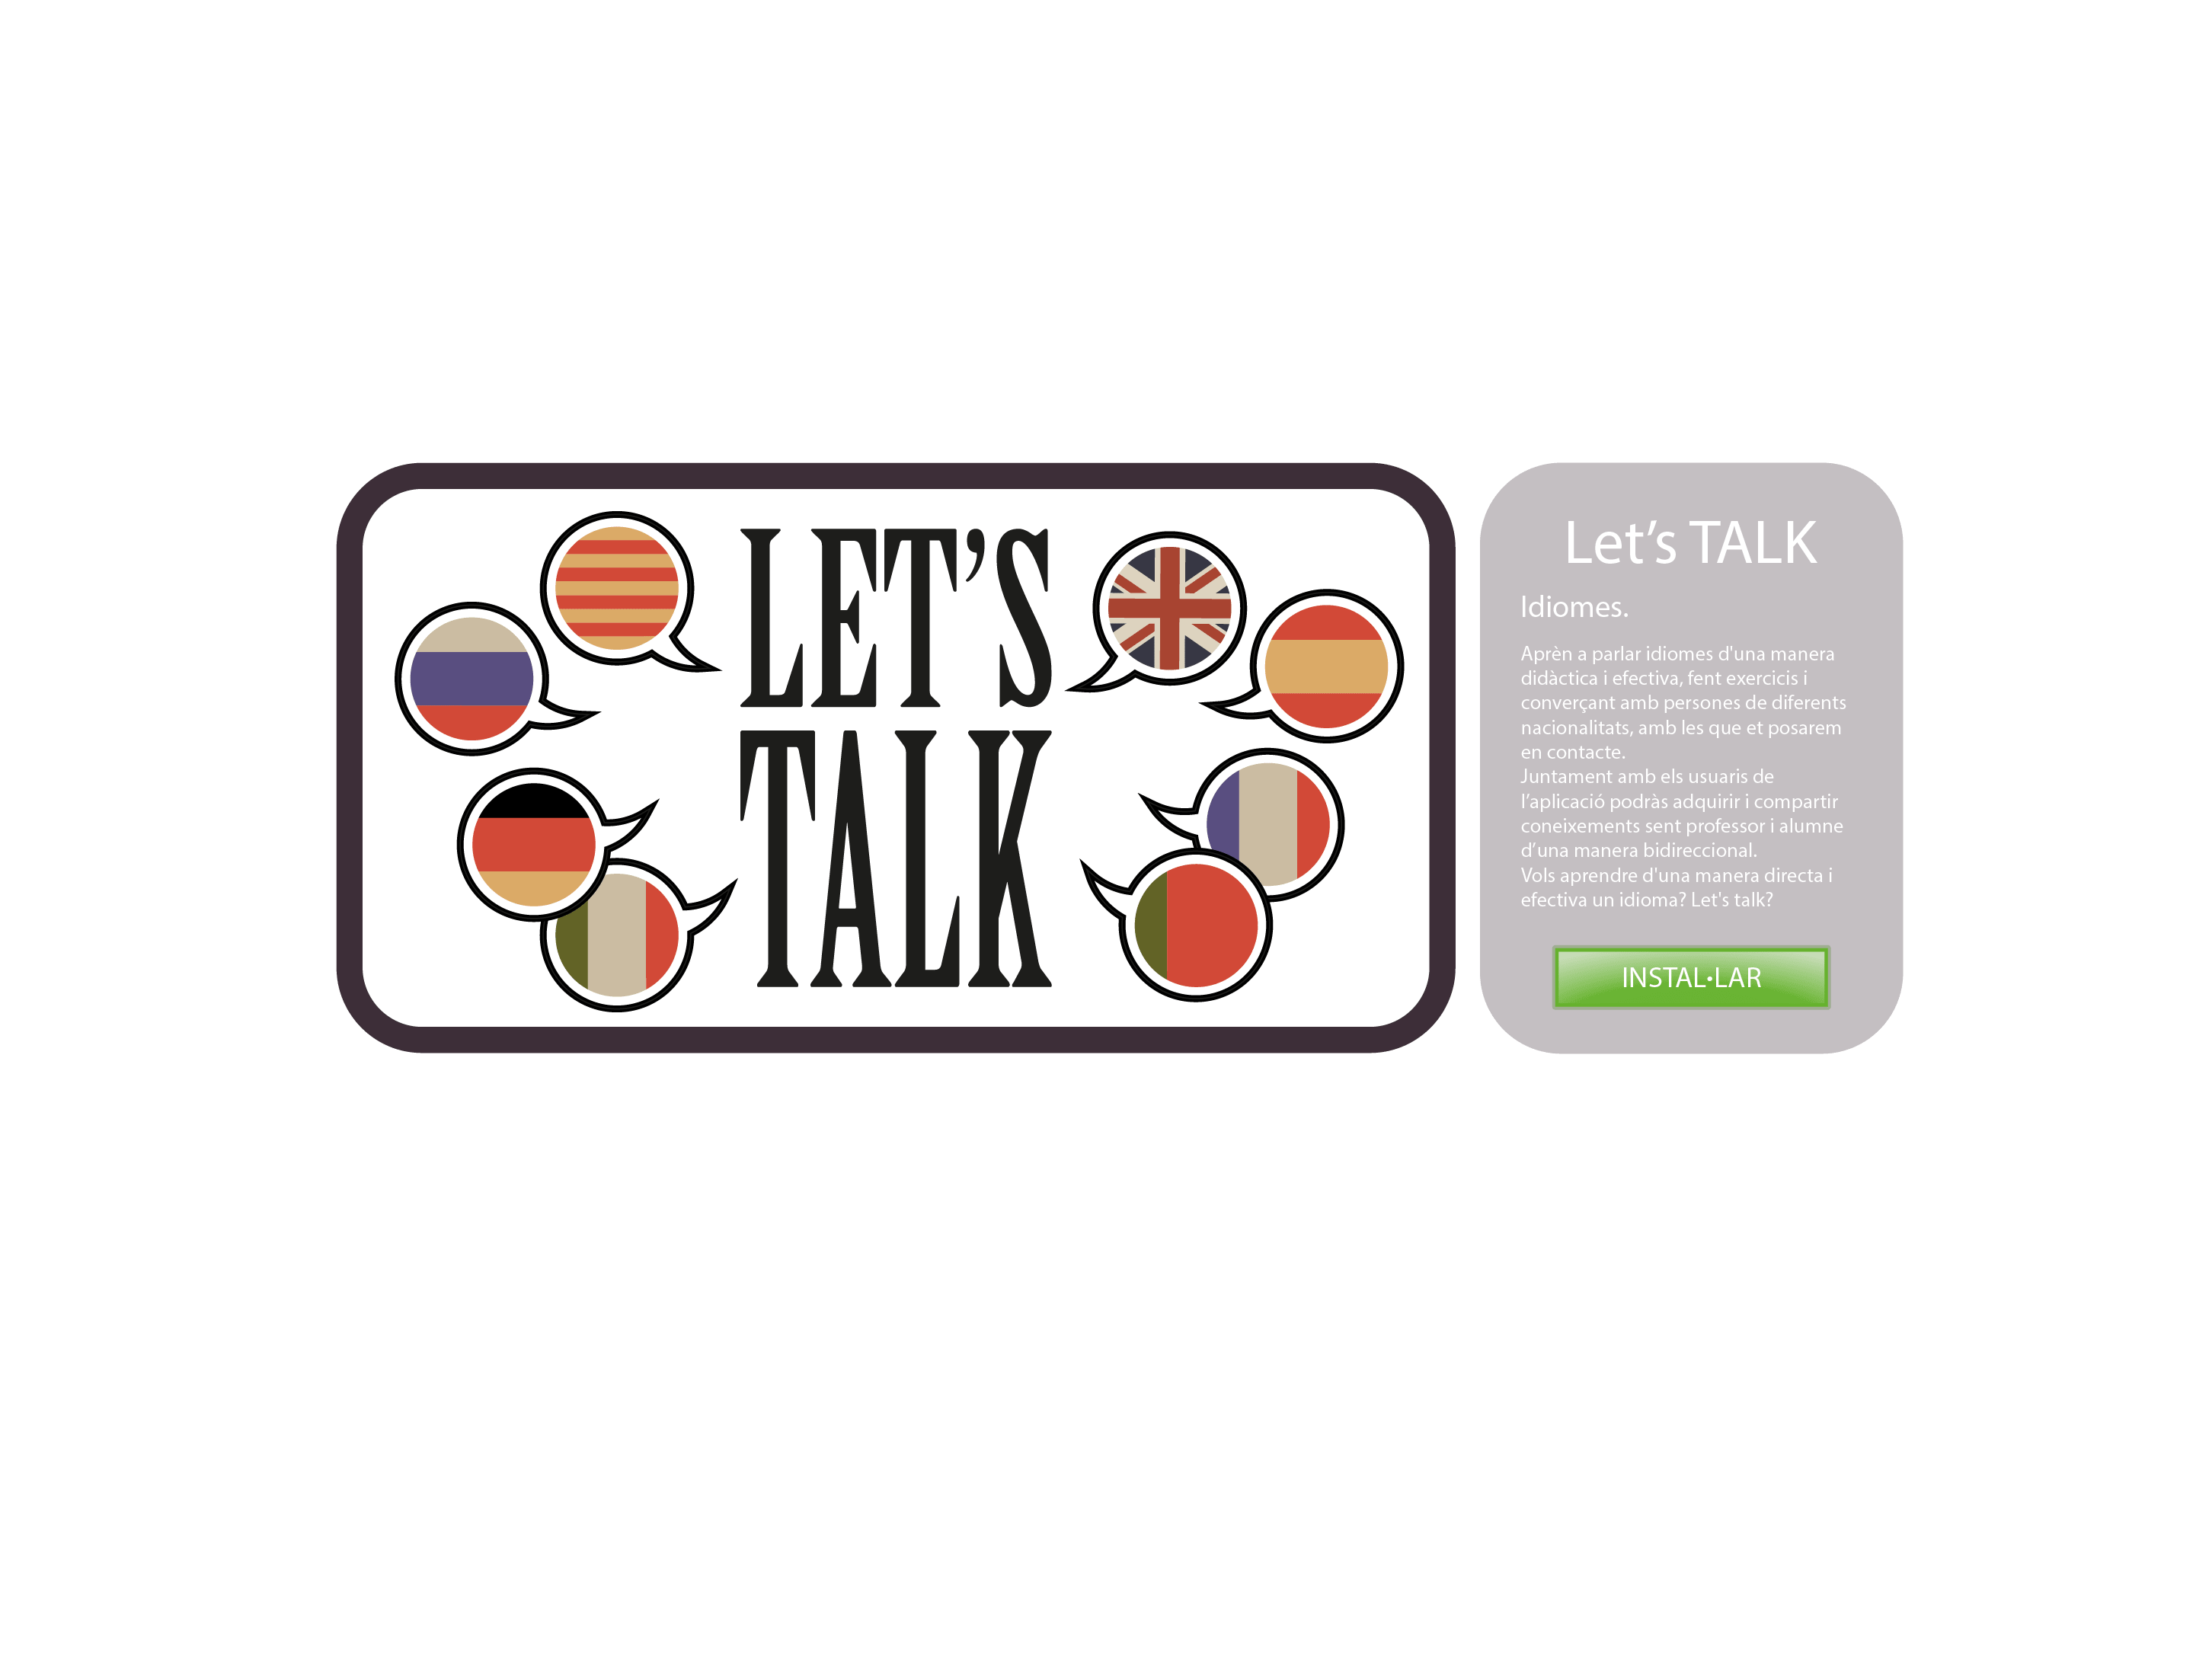 LET'S
TALK
Let's TALK
Idiomes.
Aprèn a parlar idiomes d'una manera
didàctica i efectiva, fent exercicis i
converçant amb persones de diferents
nacionalitats, amb les que et posarem
en contacte.
Juntament amb els usuaris de
l’aplicació podràs adquirir i compartir
coneixements sent professor i alumne
d’una manera bidireccional.
Vols aprendre d'una manera directa i
efectiva un idioma? Let's talk?
INSTAL·LAR